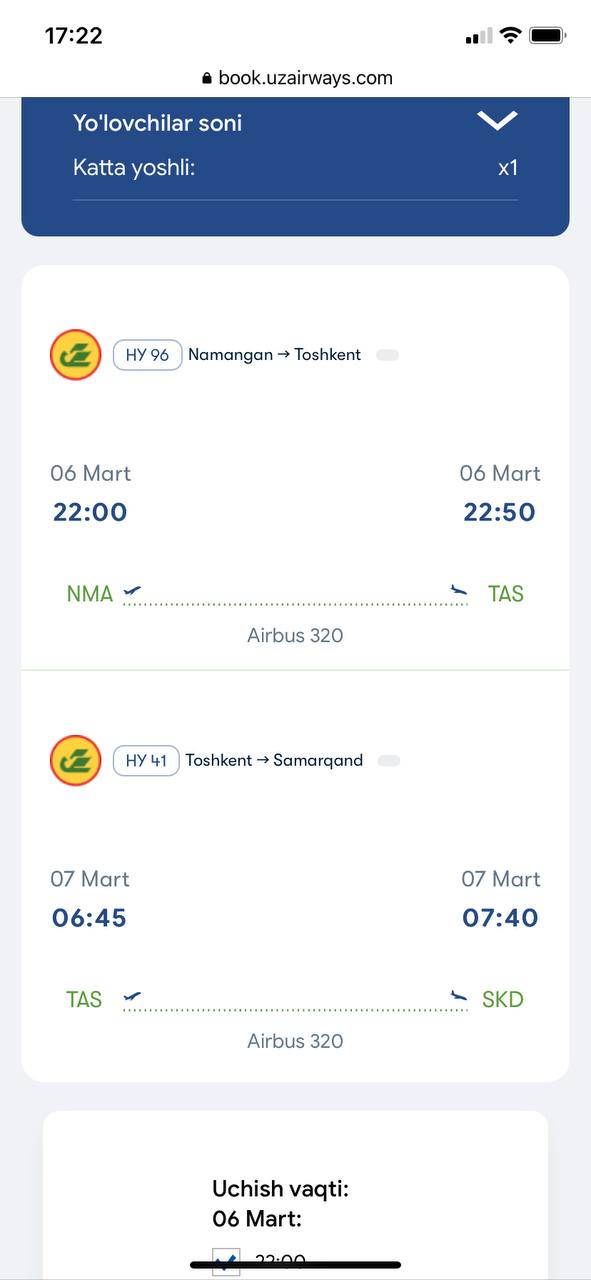 17:22
book.uzairways.com
Yo'lovchilar soni
Katta yoshli: x1
HY 96 Namangan → Toshkent
06 Mart 06 Mart
22:00 22:50
NMA TAS
Airbus 320
HY 41 Toshkent → Samarqand
07 Mart 07 Mart
06:45 07:40
TAS SKD
Airbus 320
Uchish vaqti:
06 Mart:
22:00